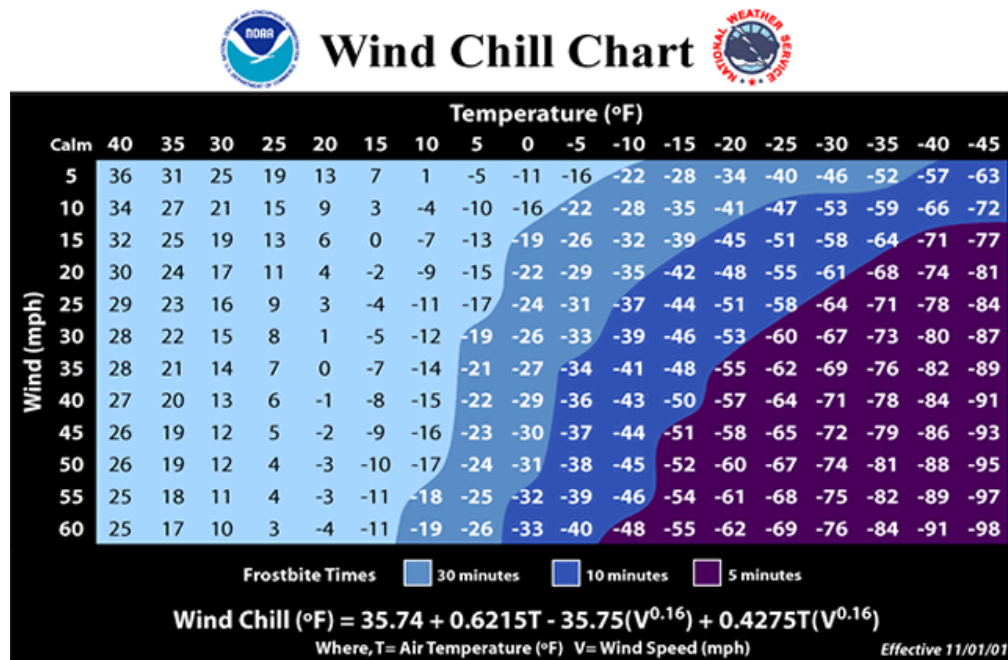 NOAA
Wind Chill Chart
NATIONAL WEATHER SERVICE
Temperature (ºF)
Calm 40 35 30 25 20 15 10 5 0 -5 -10 -15 -20 -25 -30 -35 -40 -45
5 36 31 25 19 13 7 1 -5 -11 -16 -22 -28 -34 -40 -46 -52 -57 -63
10 34 27 21 15 9 3 -4 -10 -16 -22 -28 -35 -41 -47 -53 -59 -66 -72
15 32 25 19 13 6 0 -7 -13 -19 -26 -32 -39 -45 -51 -58 -64 -71 -77
20 30 24 17 11 4 -2 -9 -15 -22 -29 -35 -42 -48 -55 -61 -68 -74 -81
25 29 23 16 9 3 -4 -11 -17 -24 -31 -37 -44 -51 -58 -64 -71 -78 -84
30 28 22 15 8 1 -5 -12 -19 -26 -33 -39 -46 -53 -60 -67 -73 -80 -87
35 28 21 14 7 0 -7 -14 -21 -27 -34 -41 -48 -55 -62 -69 -76 -82 -89
40 27 20 13 6 -1 -8 -15 -22 -29 -36 -43 -50 -57 -64 -71 -78 -84 -91
45 26 19 12 5 -2 -9 -16 -23 -30 -37 -44 -51 -58 -65 -72 -79 -86 -93
50 26 19 12 4 -3 -10 -17 -24 -31 -38 -45 -52 -60 -67 -74 -81 -88 -95
55 25 18 11 4 -3 -11 -18 -25 -32 -39 -46 -54 -61 -68 -75 -82 -89 -97
60 25 17 10 3 -4 -11 -19 -26 -33 -40 -48 -55 -62 -69 -76 -84 -91 -98
Wind (mph)
Frostbite Times 30 minutes 10 minutes 5 minutes
Wind Chill (ºF) = 35.74 + 0.6215T - 35.75(V^0.16) + 0.4275T(V^0.16)
Where, T= Air Temperature (ºF) V= Wind Speed (mph)
Effective 11/01/01